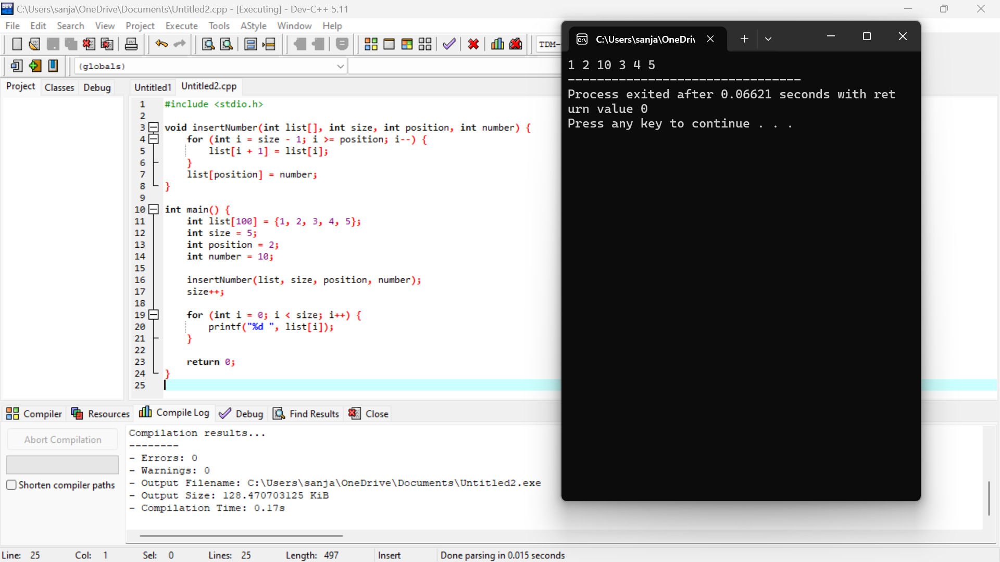 C:\Users\sanja\OneDrive\Documents\Untitled2.cpp - [Executing] - Dev-C++ 5.11
File Edit Search View Project Execute Tools AStyle Window Help
TDM-
(globals)
Project Classes Debug
Untitled1 Untitled2.cpp
1 #include <stdio.h>
2
3 void insertNumber(int list[], int size, int position, int number) {
4     for (int i = size - 1; i >= position; i--) {
5         list[i + 1] = list[i];
6     }
7     list[position] = number;
8 }
9
10 int main() {
11     int list[100] = {1, 2, 3, 4, 5};
12     int size = 5;
13     int position = 2;
14     int number = 10;
15
16     insertNumber(list, size, position, number);
17     size++;
18
19     for (int i = 0; i < size; i++) {
20         printf("%d ", list[i]);
21     }
22
23     return 0;
24 }
25
C:\Users\sanja\OneDriv
1 2 10 3 4 5
--------------------------------
Process exited after 0.06621 seconds with ret
urn value 0
Press any key to continue . . .
Compiler Resources Compile Log Debug Find Results Close
Abort Compilation
Shorten compiler paths
Compilation results...
--------
- Errors: 0
- Warnings: 0
- Output Filename: C:\Users\sanja\OneDrive\Documents\Untitled2.exe
- Output Size: 128.470703125 KiB
- Compilation Time: 0.17s
Line: 25 Col: 1 Sel: 0 Lines: 25 Length: 497 Insert Done parsing in 0.015 seconds